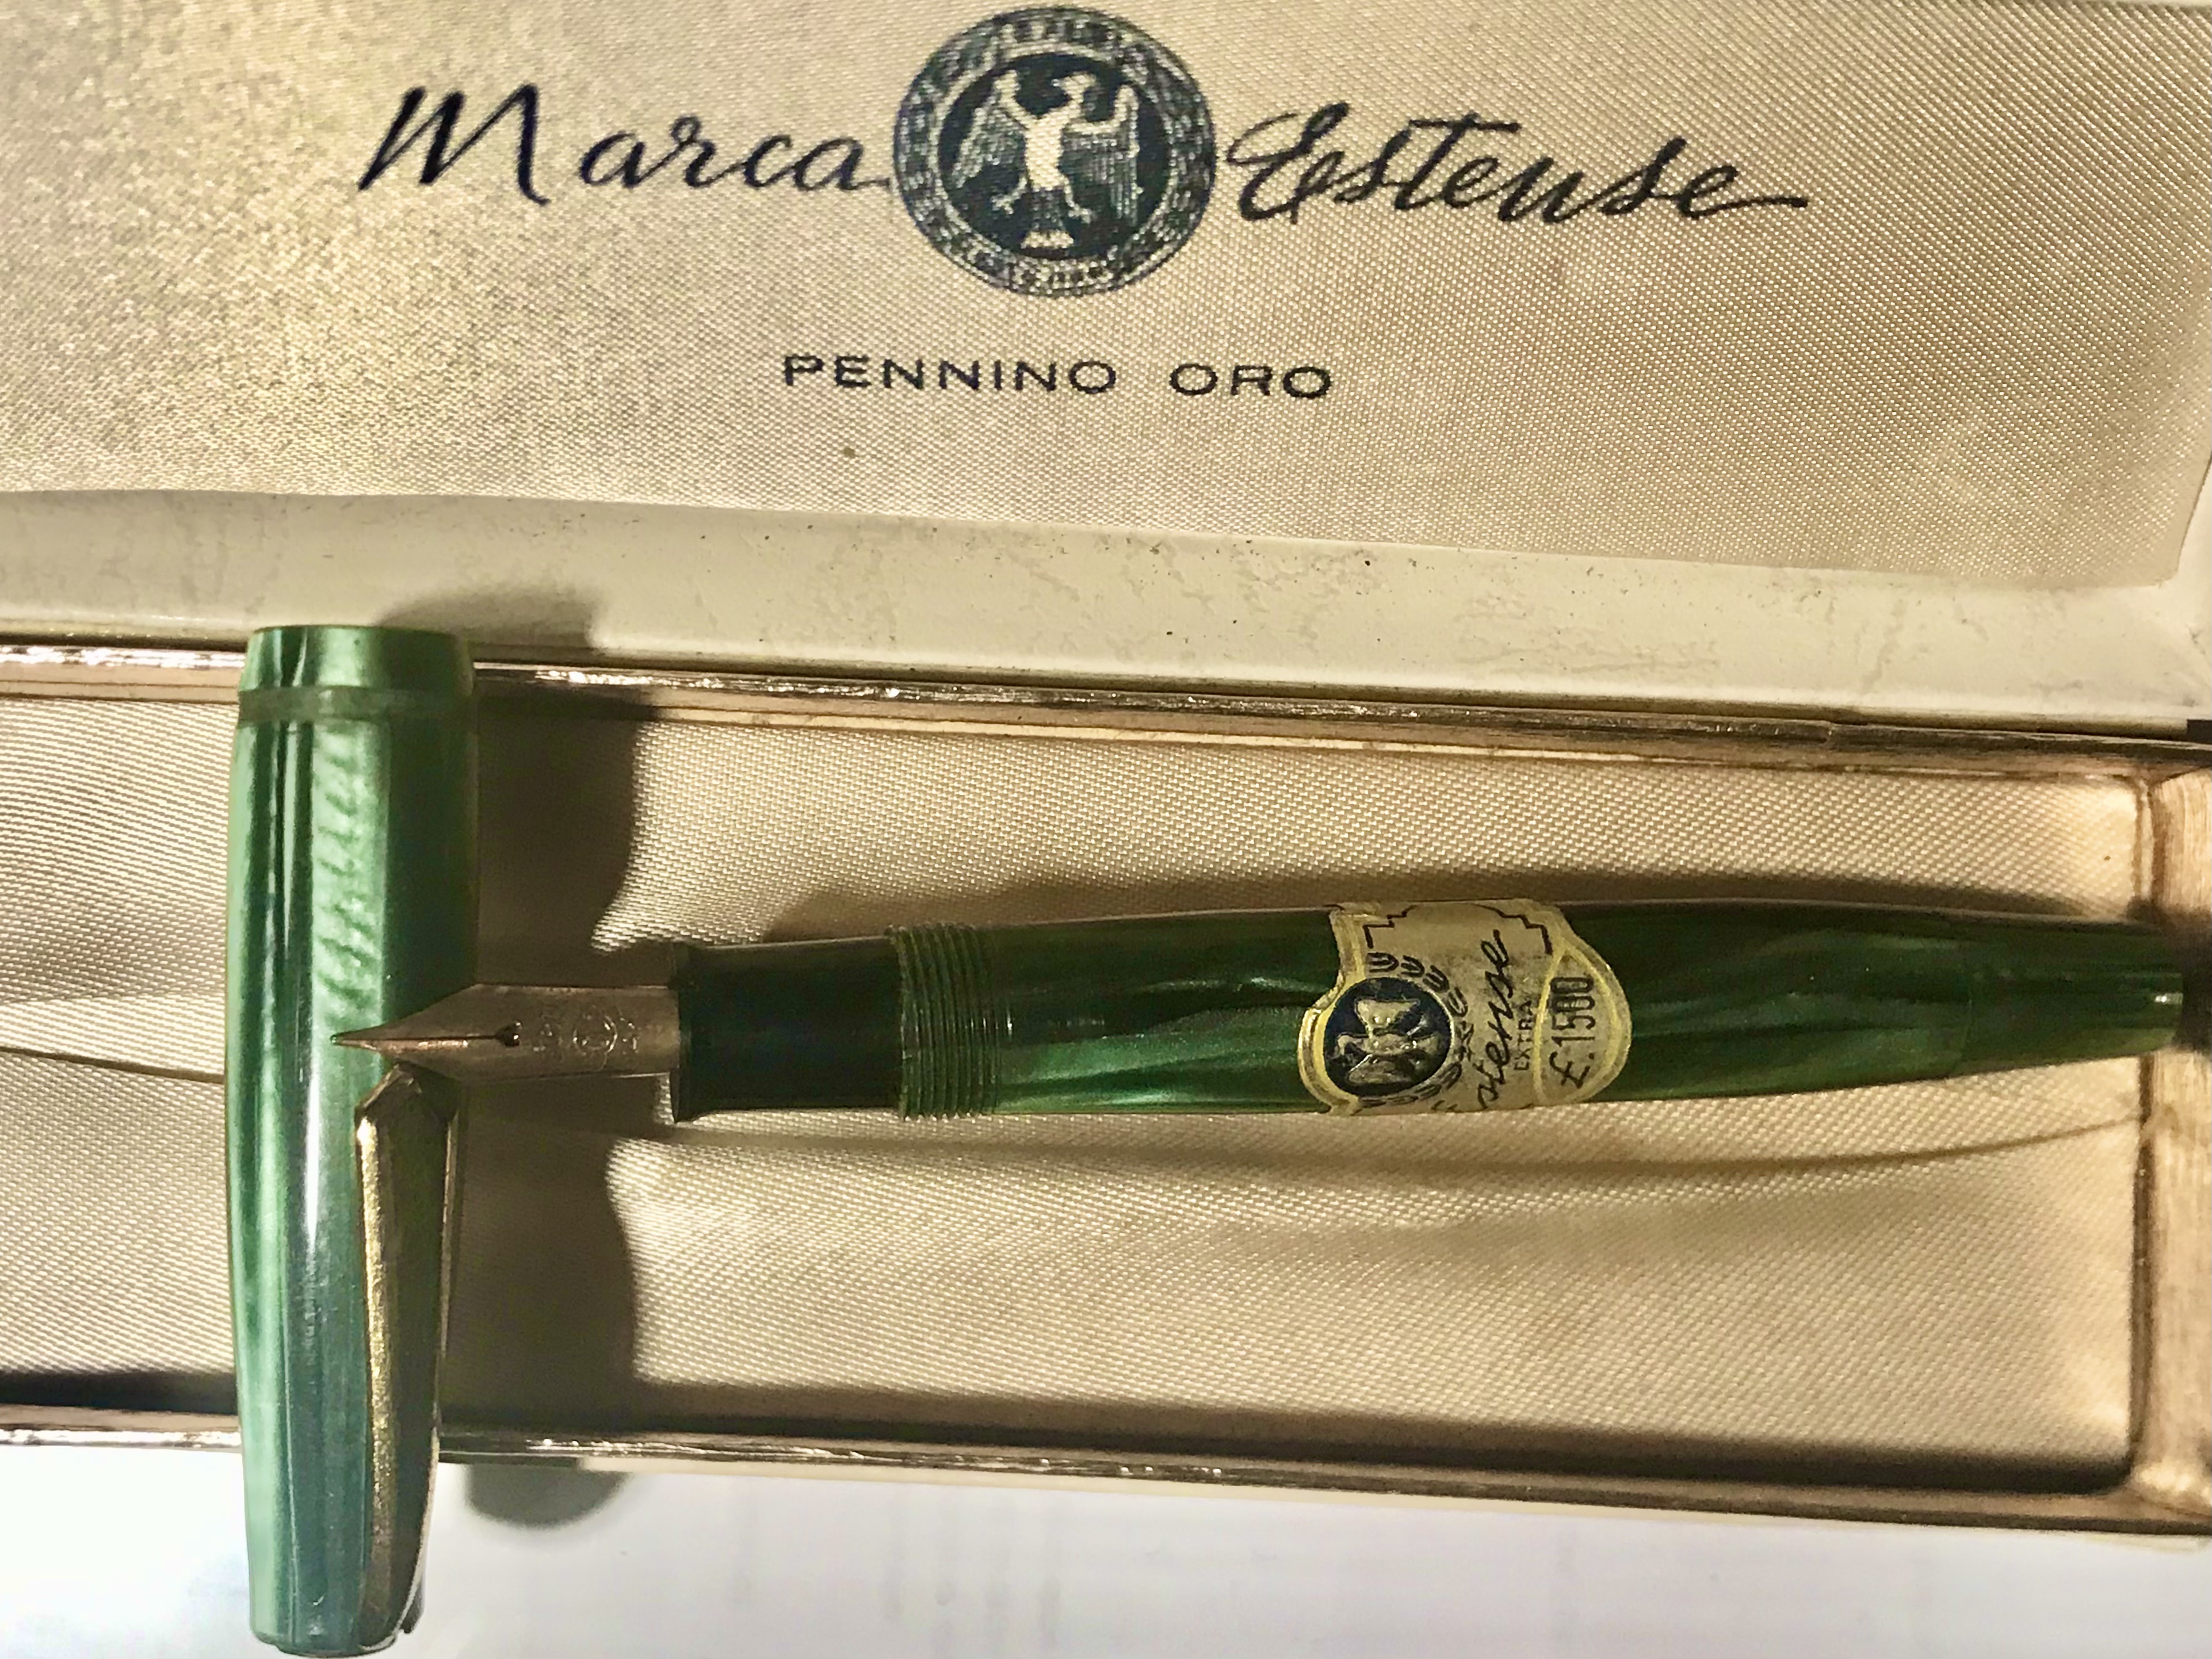 Marca Estense
PENNINO ORO
Estense
EXTRA
£.1500